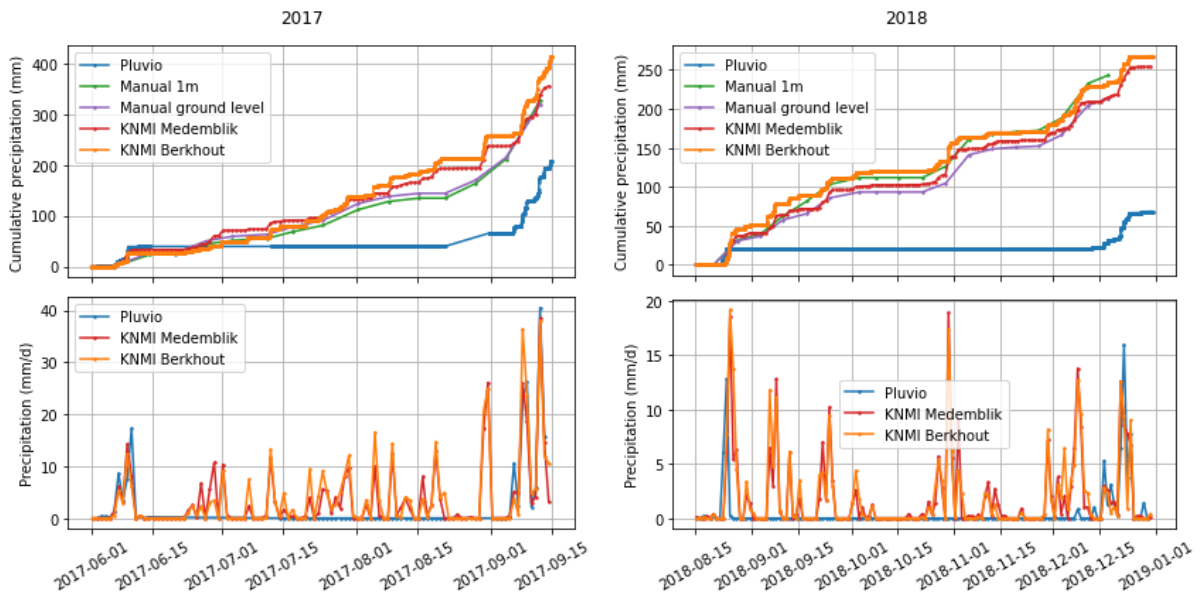 2017
2018
Cumulative precipitation (mm)
400
300
200
100
0
Pluvio
Manual 1m
Manual ground level
KNMI Medemblik
KNMI Berkhout
Cumulative precipitation (mm)
250
200
150
100
50
0
Pluvio
Manual 1m
Manual ground level
KNMI Medemblik
KNMI Berkhout
Precipitation (mm/d)
40
30
20
10
0
Pluvio
KNMI Medemblik
KNMI Berkhout
2017-06-01
2017-06-15
2017-07-01
2017-07-15
2017-08-01
2017-08-15
2017-09-01
2017-09-15
Precipitation (mm/d)
20
15
10
5
0
Pluvio
KNMI Medemblik
KNMI Berkhout
2018-08-15
2018-09-01
2018-09-15
2018-10-01
2018-10-15
2018-11-01
2018-11-15
2018-12-01
2018-12-15
2019-01-01